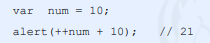 var num = 10;
alert(++num + 10); // 21